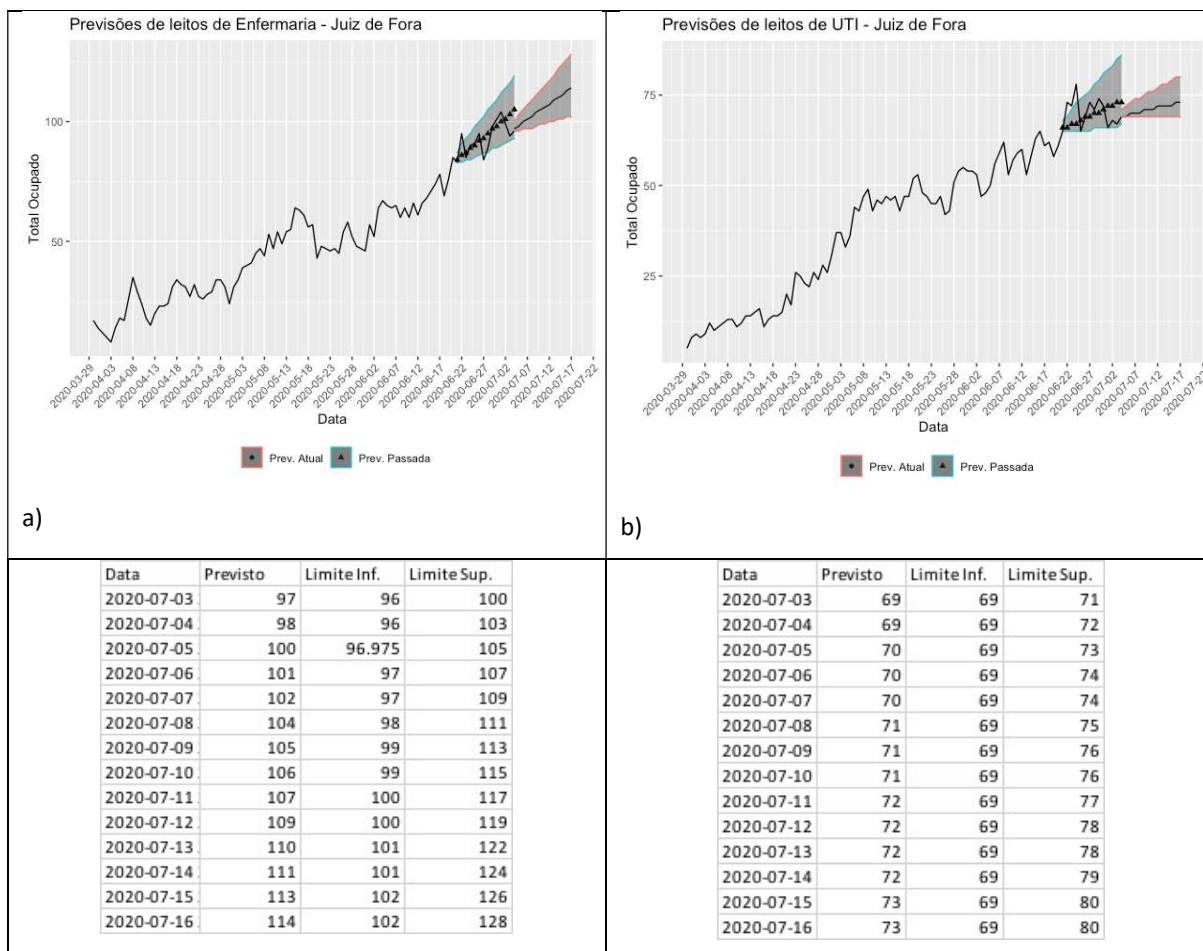 Previsões de leitos de Enfermaria - Juiz de Fora
Total Ocupado
100
50
2020-03-29 2020-04-03 2020-04-08 2020-04-13 2020-04-18 2020-04-23 2020-04-28 2020-05-03 2020-05-08 2020-05-13 2020-05-18 2020-05-23 2020-05-28 2020-06-02 2020-06-07 2020-06-12 2020-06-17 2020-06-22 2020-06-27 2020-07-02 2020-07-07 2020-07-12 2020-07-17 2020-07-22
Data
Prev. Atual Prev. Passada
a)
Previsões de leitos de UTI - Juiz de Fora
Total Ocupado
75
50
25
2020-03-29 2020-04-03 2020-04-08 2020-04-13 2020-04-18 2020-04-23 2020-04-28 2020-05-03 2020-05-08 2020-05-13 2020-05-18 2020-05-23 2020-05-28 2020-06-02 2020-06-07 2020-06-12 2020-06-17 2020-06-22 2020-06-27 2020-07-02 2020-07-07 2020-07-12 2020-07-17
Data
Prev. Atual Prev. Passada
b)
Data Previsto Limite Inf. Limite Sup.
2020-07-03 97 96 100
2020-07-04 98 96 103
2020-07-05 100 96.975 105
2020-07-06 101 97 107
2020-07-07 102 97 109
2020-07-08 104 98 111
2020-07-09 105 99 113
2020-07-10 106 99 115
2020-07-11 107 100 117
2020-07-12 109 100 119
2020-07-13 110 101 122
2020-07-14 111 101 124
2020-07-15 113 102 126
2020-07-16 114 102 128
Data Previsto Limite Inf. Limite Sup.
2020-07-03 69 69 71
2020-07-04 69 69 72
2020-07-05 70 69 73
2020-07-06 70 69 74
2020-07-07 70 69 74
2020-07-08 71 69 75
2020-07-09 71 69 76
2020-07-10 71 69 76
2020-07-11 72 69 77
2020-07-12 72 69 78
2020-07-13 72 69 78
2020-07-14 72 69 79
2020-07-15 73 69 80
2020-07-16 73 69 80